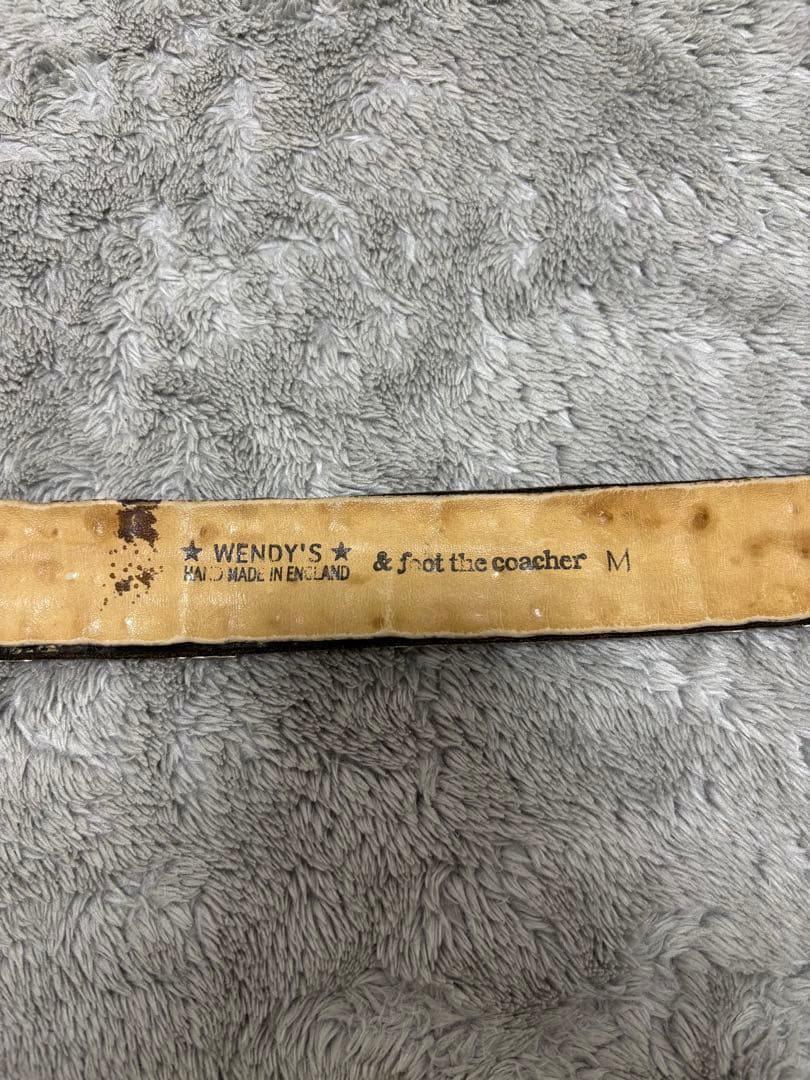 ★ WENDY'S ★ & foot the coacher M
HAND MADE IN ENGLAND